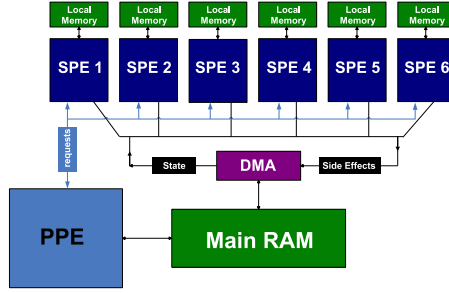 Local
Memory
Local
Memory
Local
Memory
Local
Memory
Local
Memory
Local
Memory
SPE 1
SPE 2
SPE 3
SPE 4
SPE 5
SPE 6
requests
State
DMA
Side Effects
PPE
Main RAM